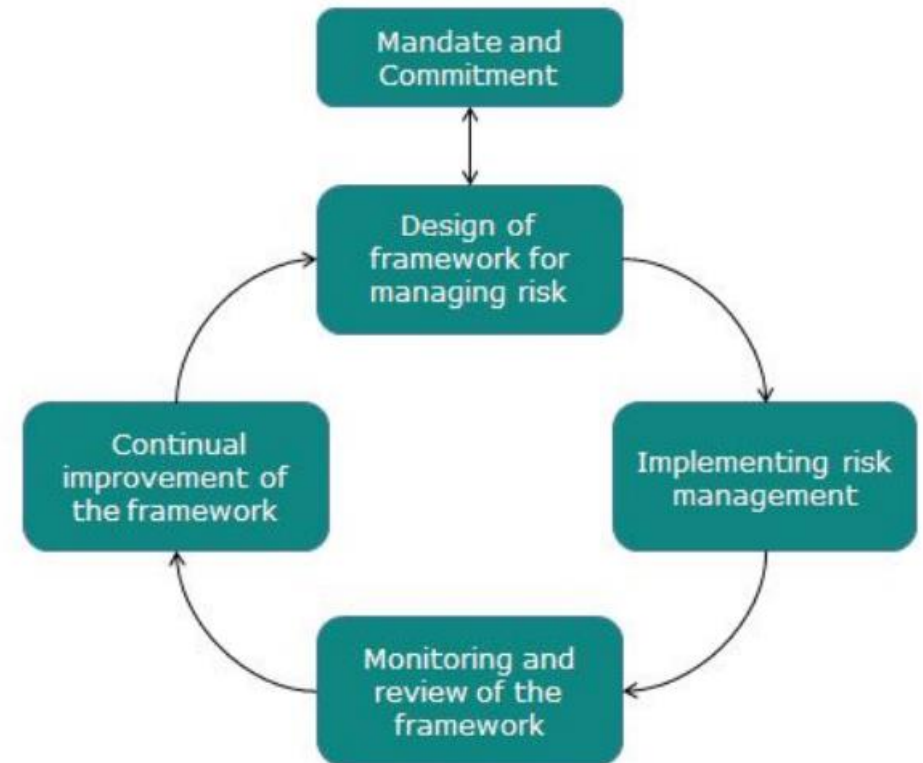 Mandate and
Commitment
Design of
framework for
managing risk
Implementing risk
management
Monitoring and
review of the
framework
Continual
improvement of
the framework